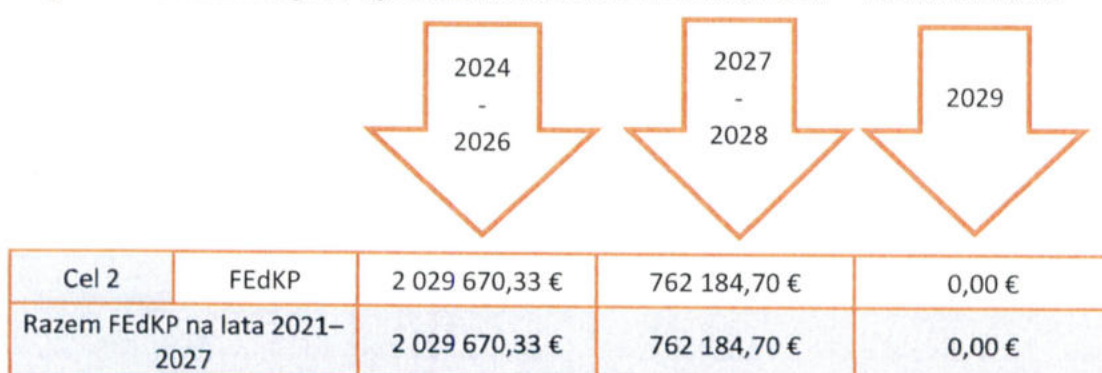 2024
-
2026
2027
-
2028
2029
Cel 2 FEdKP 2 029 670,33 € 762 184,70 € 0,00 €
Razem FEdKP na lata 2021–
2027 2 029 670,33 € 762 184,70 € 0,00 €